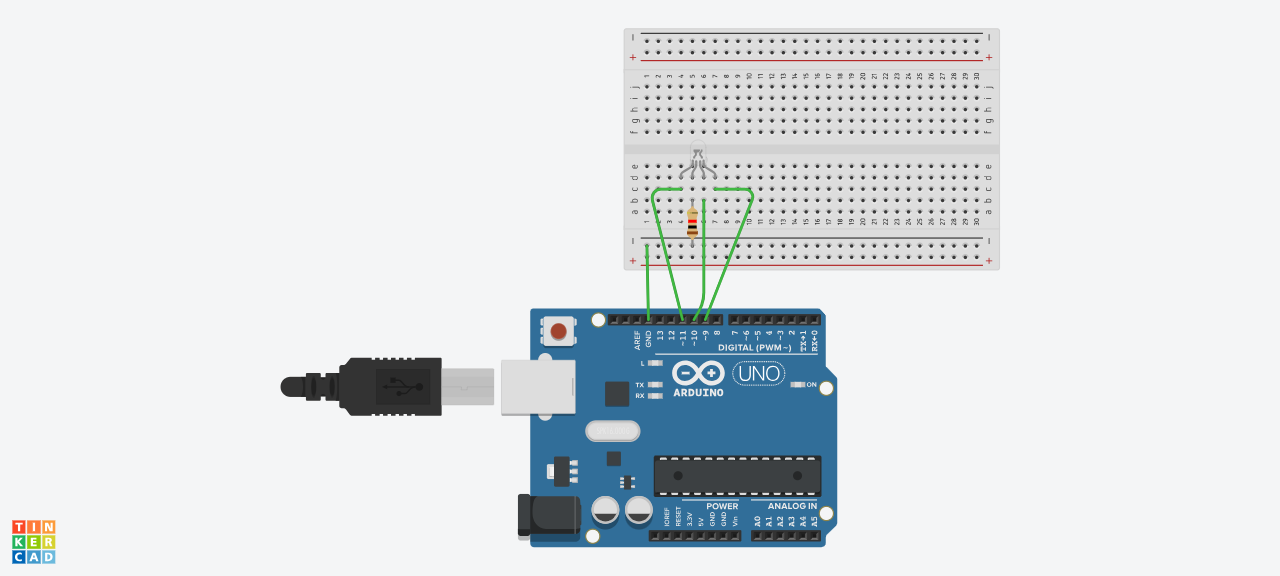 − −
+ +
1 2 3 4 5 6 7 8 9 10 11 12 13 14 15 16 17 18 19 20 21 22 23 24 25 26 27 28 29 30
j j
i i
h h
g g
f f
e e
d d
c c
b b
a a
1 2 3 4 5 6 7 8 9 10 11 12 13 14 15 16 17 18 19 20 21 22 23 24 25 26 27 28 29 30
− −
+ +
AREF GND 13 12 ~11 ~10 ~9 8 7 ~6 ~5 4 ~3 2 TX→1 RX←0
DIGITAL (PWM~)
L
TX
RX
UNO
ARDUINO
ON
POWER ANALOG IN
IOREF RESET 3.3V 5V GND GND Vin A0 A1 A2 A3 A4 A5
TIN
KER
CAD